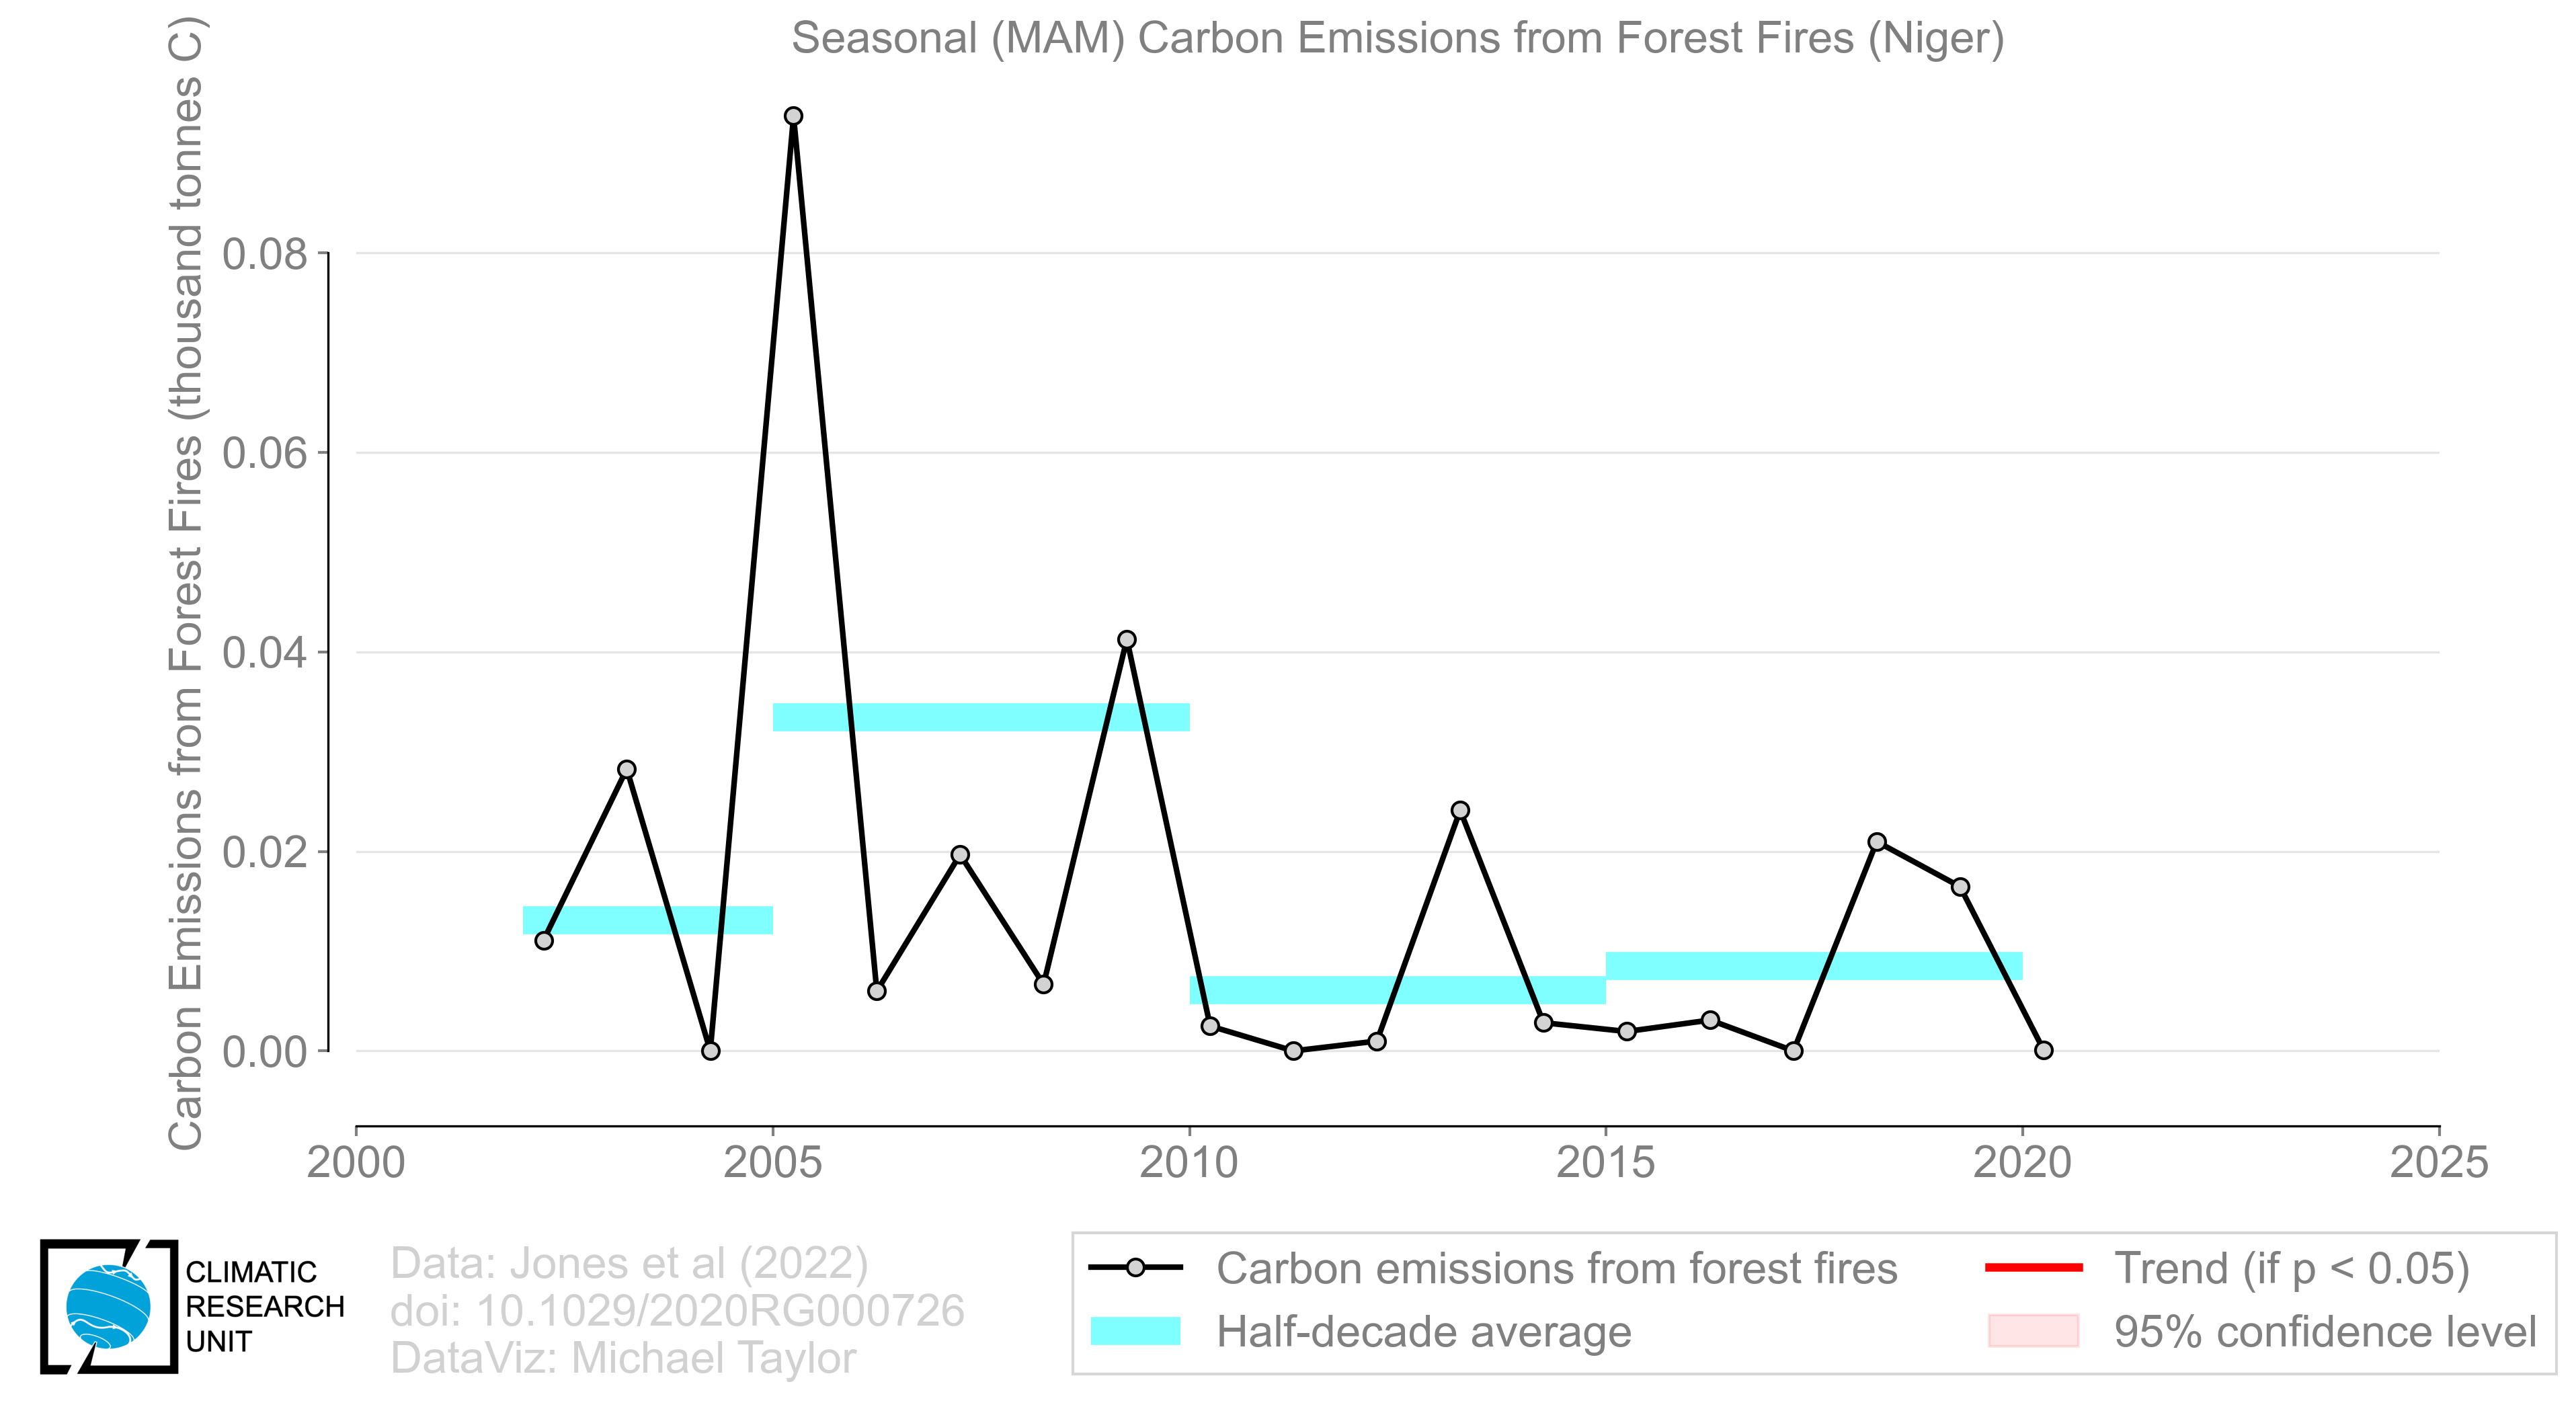 Seasonal (MAM) Carbon Emissions from Forest Fires (Niger)
Carbon Emissions from Forest Fires (thousand tonnes C)
0.08
0.06
0.04
0.02
0.00
2000 2005 2010 2015 2020 2025
CLIMATIC
RESEARCH
UNIT
Data: Jones et al (2022)
doi: 10.1029/2020RG000726
DataViz: Michael Taylor
Carbon emissions from forest fires
Half-decade average
Trend (if p < 0.05)
95% confidence level